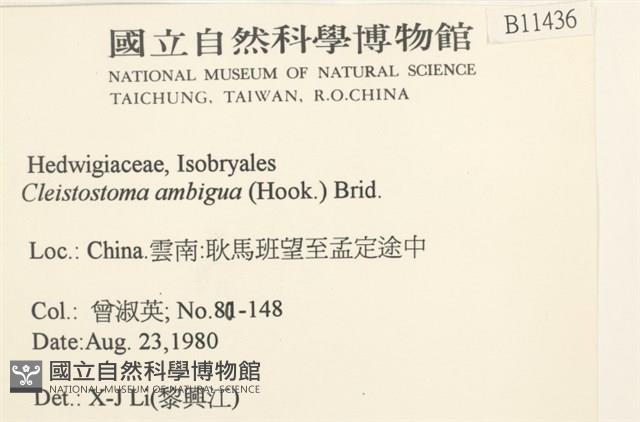 國立自然科學博物館
B11436
NATIONAL MUSEUM OF NATURAL SCIENCE
TAICHUNG, TAIWAN, R.O.CHINA
Hedwigiaceae, Isobryales
Cleistostoma ambigua (Hook.) Brid.
Loc.: China.雲南:耿馬班望至孟定途中
Col.: 曾淑英; No.80-148
Date:Aug. 23,1980
國立自然科學博物館
NATIONAL MUSEUM OF NATURAL SCIENCE
Det.: X-J Li(黎興江)